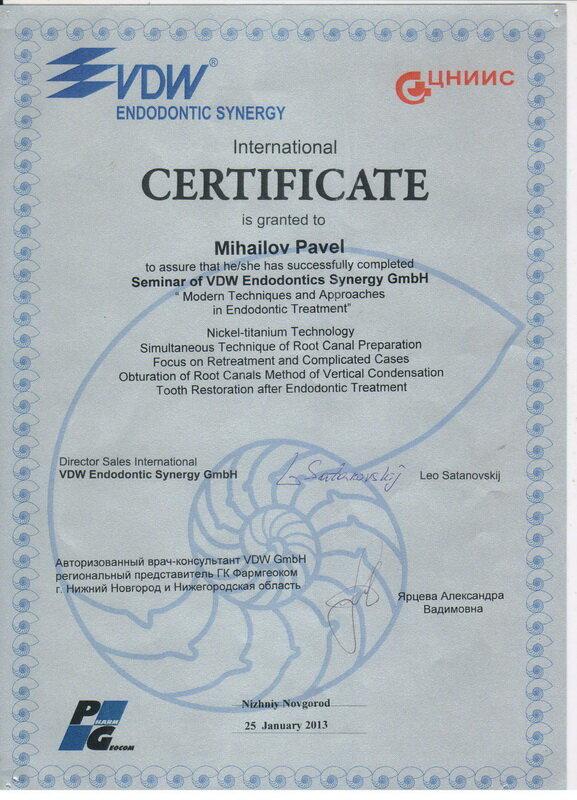 VDW®
ENDODONTIC SYNERGY
ЦНИИС
International
CERTIFICATE
is granted to
Mihailov Pavel
to assure that he/she has successfully completed
Seminar of VDW Endodontics Synergy GmbH
“ Modern Techniques and Approaches
in Endodontic Treatment”
Nickel-titanium Technology
Simultaneous Technique of Root Canal Preparation
Focus on Retreatment and Complicated Cases
Obturation of Root Canals Method of Vertical Condensation
Tooth Restoration after Endodontic Treatment
Director Sales International
VDW Endodontic Synergy GmbH
L. Satanovskij
Leo Satanovskij
Авторизованный врач-консультант VDW GmbH
региональный представитель ГК Фармгеоком
г. Нижний Новгород и Нижегородская область
Ярцева Александра
Вадимовна
Nizhniy Novgorod
25 January 2013
PHARM
GEOCOM